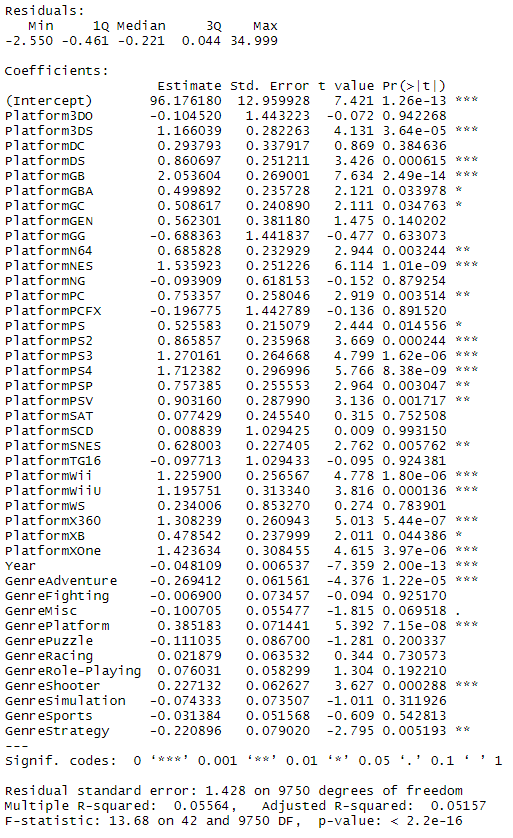 Residuals:
   Min     1Q Median     3Q    Max
-2.550 -0.461 -0.221  0.044 34.999

Coefficients:
                   Estimate Std. Error t value Pr(>|t|)
(Intercept)       96.176180  12.959928   7.421 1.26e-13 ***
Platform3DO       -0.104520   1.443223  -0.072 0.942268
Platform3DS        1.166039   0.282263   4.131 3.64e-05 ***
PlatformDC         0.293793   0.337917   0.869 0.384636
PlatformDS         0.860697   0.251211   3.426 0.000615 ***
PlatformGB         2.053604   0.269001   7.634 2.49e-14 ***
PlatformGBA        0.499892   0.235728   2.121 0.033978 *
PlatformGC         0.508617   0.240890   2.111 0.034763 *
PlatformGEN        0.562301   0.381180   1.475 0.140202
PlatformGG        -0.688363   1.441837  -0.477 0.633073
PlatformN64        0.685828   0.232929   2.944 0.003244 **
PlatformNES        1.535923   0.251226   6.114 1.01e-09 ***
PlatformNG        -0.093909   0.618153  -0.152 0.879254
PlatformPC         0.753357   0.258046   2.919 0.003514 **
PlatformPCFX      -0.196775   1.442789  -0.136 0.891520
PlatformPS         0.525583   0.215079   2.444 0.014556 *
PlatformPS2        0.865857   0.235968   3.669 0.000244 ***
PlatformPS3        1.270161   0.264668   4.799 1.62e-06 ***
PlatformPS4        1.712382   0.296996   5.766 8.38e-09 ***
PlatformPSP        0.757385   0.255553   2.964 0.003047 **
PlatformPSV        0.903160   0.287990   3.136 0.001717 **
PlatformSAT        0.077429   0.245540   0.315 0.752508
PlatformSCD        0.008839   1.029425   0.009 0.993150
PlatformSNES       0.628003   0.227405   2.762 0.005762 **
PlatformTG16      -0.097713   1.029433  -0.095 0.924381
PlatformWii        1.225900   0.256567   4.778 1.80e-06 ***
PlatformWiiU       1.195751   0.313340   3.816 0.000136 ***
PlatformWS         0.234006   0.853270   0.274 0.783901
PlatformX360       1.308239   0.260943   5.013 5.44e-07 ***
PlatformXB         0.478542   0.237999   2.011 0.044386 *
PlatformXOne       1.423634   0.308455   4.615 3.97e-06 ***
Year              -0.048109   0.006537  -7.359 2.00e-13 ***
GenreAdventure    -0.269412   0.061561  -4.376 1.22e-05 ***
GenreFighting     -0.006900   0.073457  -0.094 0.925170
GenreMisc         -0.100705   0.055477  -1.815 0.069518 .
GenrePlatform      0.385183   0.071441   5.392 7.15e-08 ***
GenrePuzzle       -0.111035   0.086700  -1.281 0.200337
GenreRacing        0.021879   0.063532   0.344 0.730573
GenreRole-Playing  0.076031   0.058299   1.304 0.192210
GenreShooter       0.227132   0.062627   3.627 0.000288 ***
GenreSimulation   -0.074333   0.073507  -1.011 0.311926
GenreSports       -0.031384   0.051568  -0.609 0.542813
GenreStrategy     -0.220896   0.079020  -2.795 0.005193 **
---
Signif. codes:  0 ‘***’ 0.001 ‘**’ 0.01 ‘*’ 0.05 ‘.’ 0.1 ‘ ’ 1

Residual standard error: 1.428 on 9750 degrees of freedom
Multiple R-squared:  0.05564,	Adjusted R-squared:  0.05157
F-statistic: 13.68 on 42 and 9750 DF,  p-value: < 2.2e-16